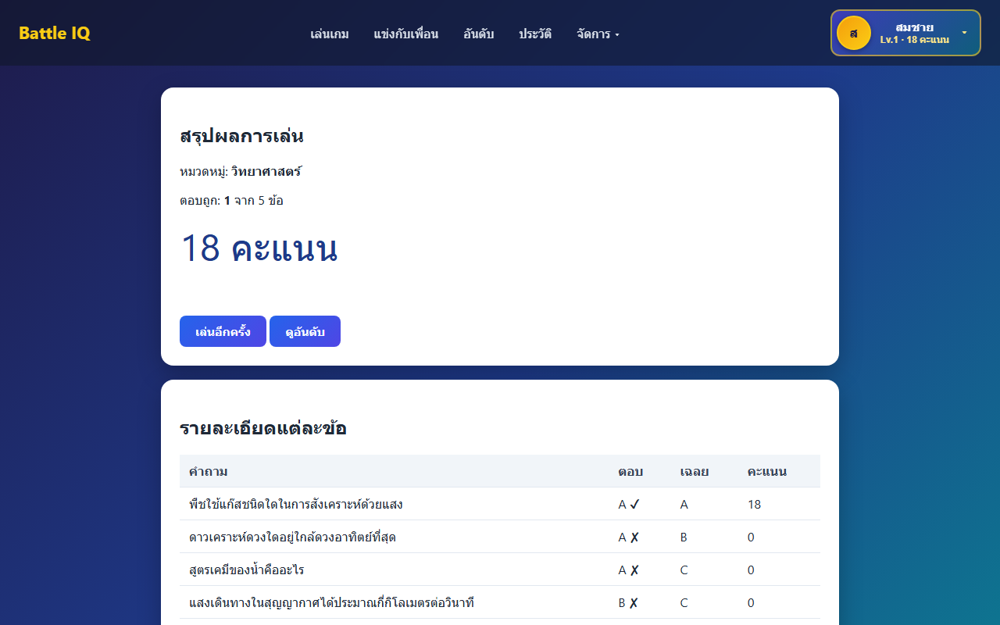 Battle IQ
เล่นเกม แข่งกับเพื่อน อันดับ ประวัติ จัดการ
ส สมชาย
Lv.1 · 18 คะแนน
สรุปผลการเล่น
หมวดหมู่: วิทยาศาสตร์
ตอบถูก: 1 จาก 5 ข้อ
18 คะแนน
เล่นอีกครั้ง ดูอันดับ
รายละเอียดแต่ละข้อ
คำถาม ตอบ เฉลย คะแนน
พืชใช้แก๊สชนิดใดในการสังเคราะห์ด้วยแสง A ✓ A 18
ดาวเคราะห์ดวงใดอยู่ใกล้ดวงอาทิตย์ที่สุด A ✗ B 0
สูตรเคมีของน้ำคืออะไร A ✗ C 0
แสงเดินทางในสุญญากาศได้ประมาณกี่กิโลเมตรต่อวินาที B ✗ C 0